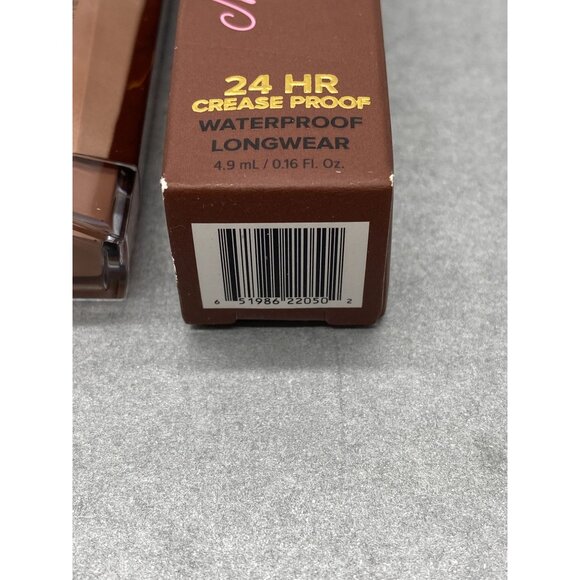 24 HR
CREASE PROOF
WATERPROOF
LONGWEAR
4.9 mL / 0.16 Fl. Oz.
6 51986 22050 2